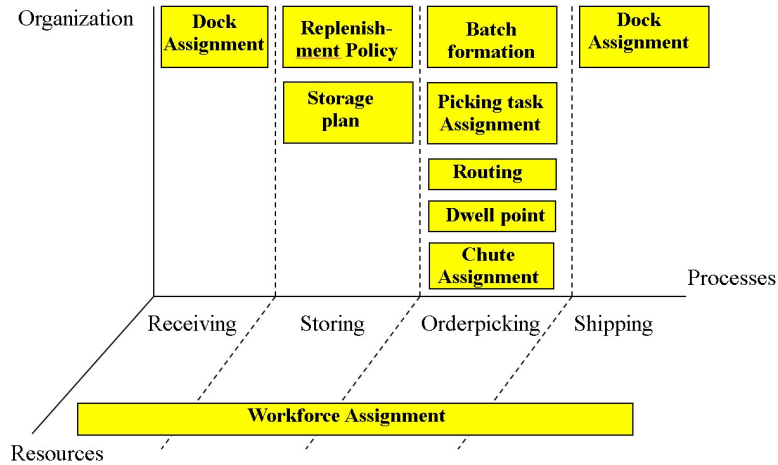 Organization
Dock
Assignment
Replenish-
ment Policy
Batch
formation
Dock
Assignment
Storage
plan
Picking task
Assignment
Routing
Dwell point
Chute
Assignment
Processes
Receiving
Storing
Orderpicking
Shipping
Workforce Assignment
Resources